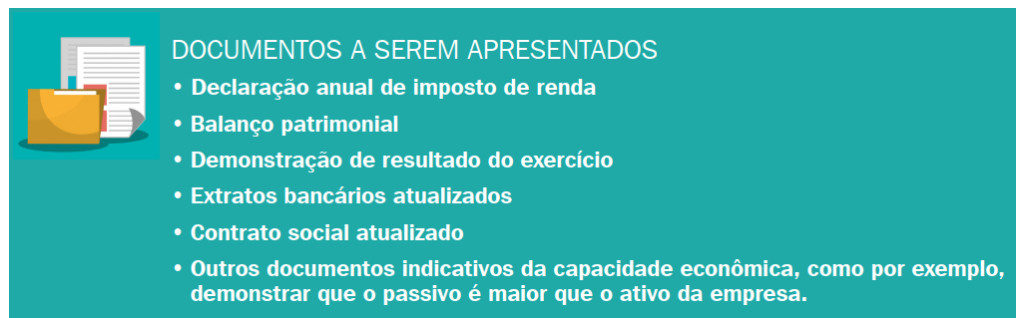 DOCUMENTOS A SEREM APRESENTADOS
• Declaração anual de imposto de renda
• Balanço patrimonial
• Demonstração de resultado do exercício
• Extratos bancários atualizados
• Contrato social atualizado
• Outros documentos indicativos da capacidade econômica, como por exemplo,
demonstrar que o passivo é maior que o ativo da empresa.